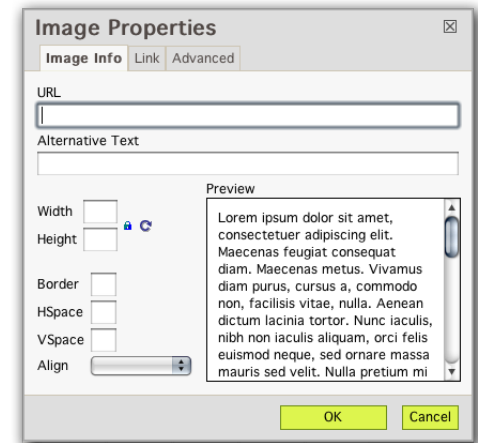 Image Properties
Image Info Link Advanced
URL
Alternative Text
Preview
Width
Height
Border
HSpace
VSpace
Align
Lorem ipsum dolor sit amet,
consectetuer adipiscing elit.
Maecenas feugiat consequat
diam. Maecenas metus. Vivamus
diam purus, cursus a, commodo
non, facilisis vitae, nulla. Aenean
dictum lacinia tortor. Nunc iaculis,
nibh non iaculis aliquam, orci felis
euismod neque, sed ornare massa
mauris sed velit. Nulla pretium mi
OK Cancel